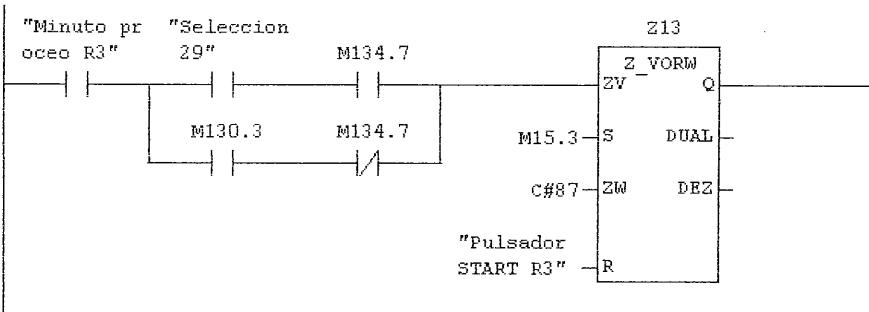 "Minuto pr
oceo R3"
"Seleccion
29"
M134.7
M130.3
M134.7
Z13
Z_VORW
ZV
Q
M15.3
S
DUAL
C#87
ZW
DEZ
"Pulsador
START R3"
R